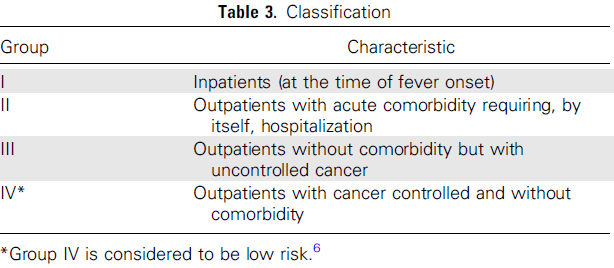 Table 3. Classification
Group Characteristic
I Inpatients (at the time of fever onset)
II Outpatients with acute comorbidity requiring, by
itself, hospitalization
III Outpatients without comorbidity but with
uncontrolled cancer
IV* Outpatients with cancer controlled and without
comorbidity
*Group IV is considered to be low risk.6